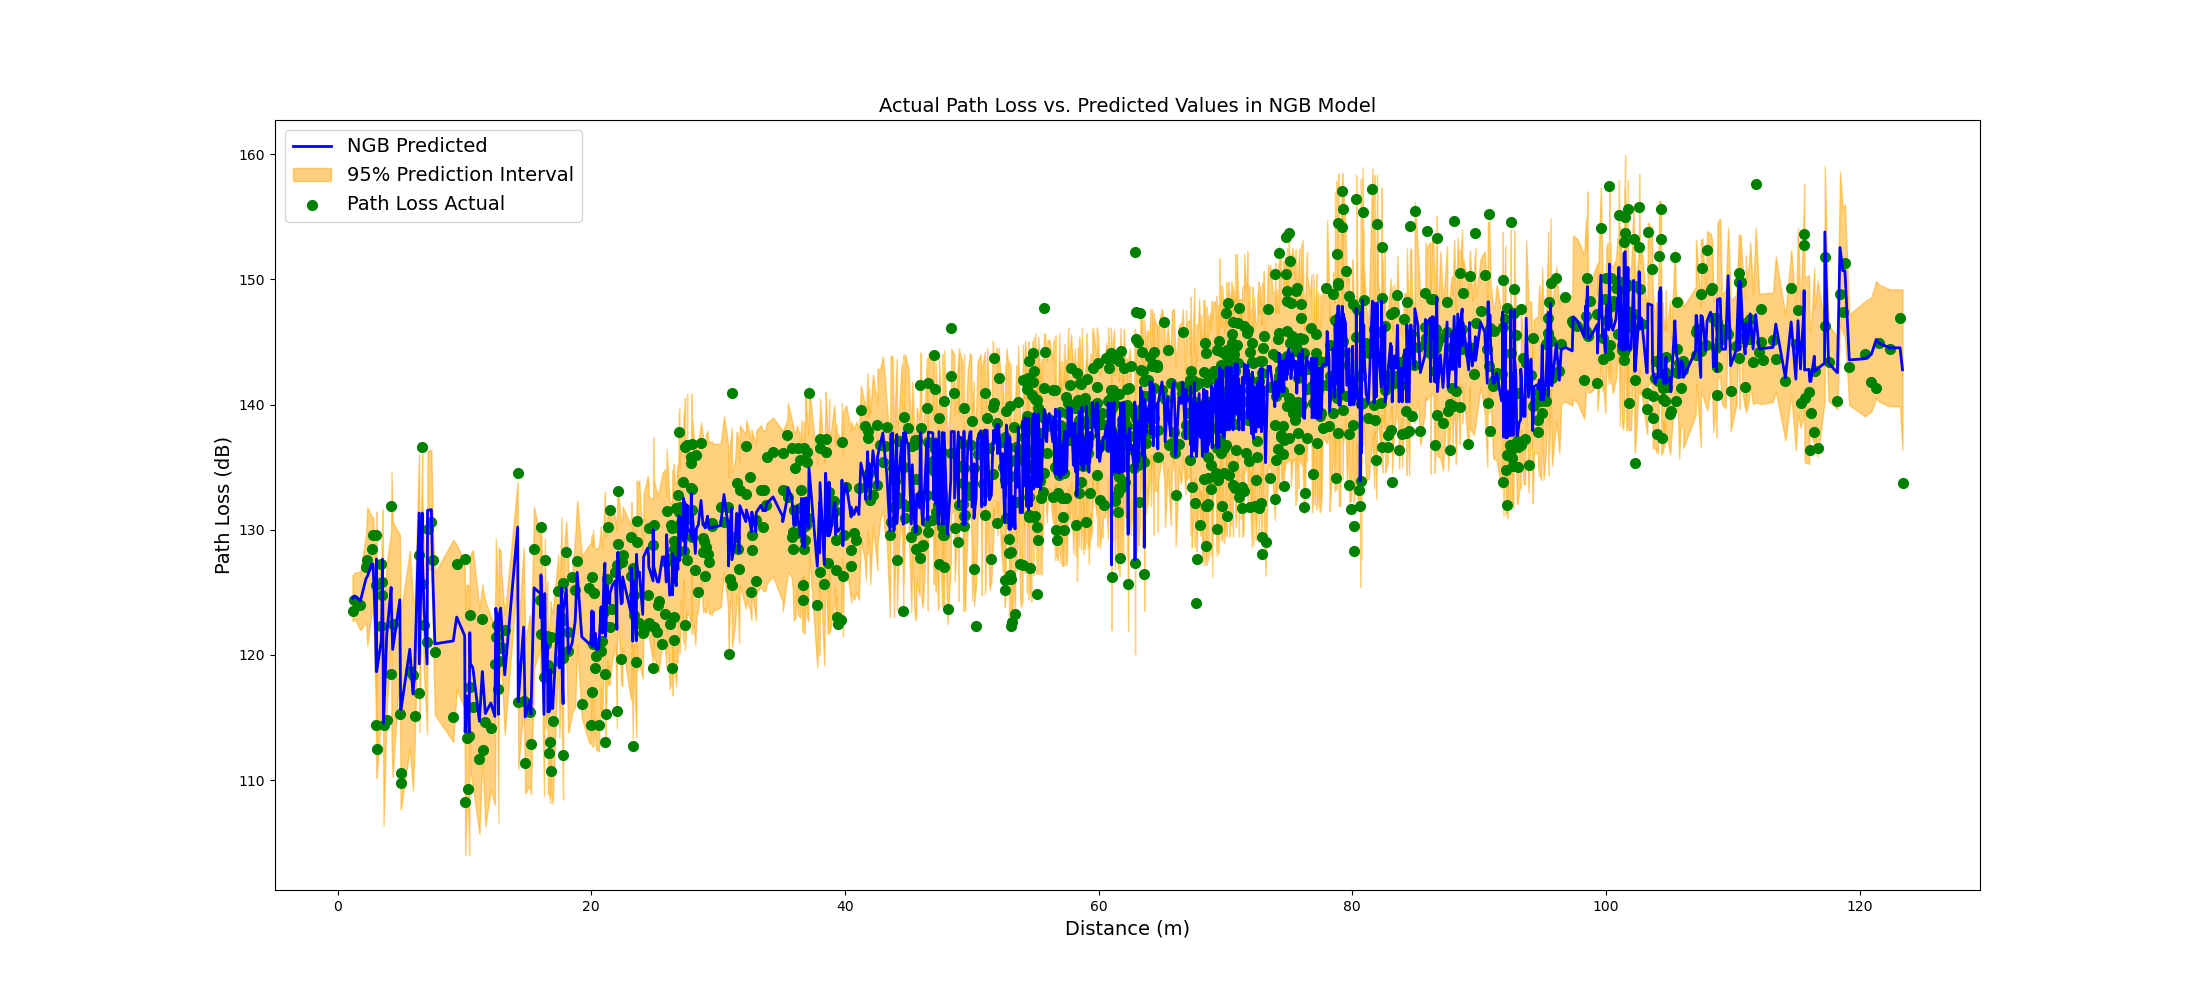 Actual Path Loss vs. Predicted Values in NGB Model
NGB Predicted
95% Prediction Interval
Path Loss Actual
160
150
140
130
120
110
Path Loss (dB)
0 20 40 60 80 100 120
Distance (m)